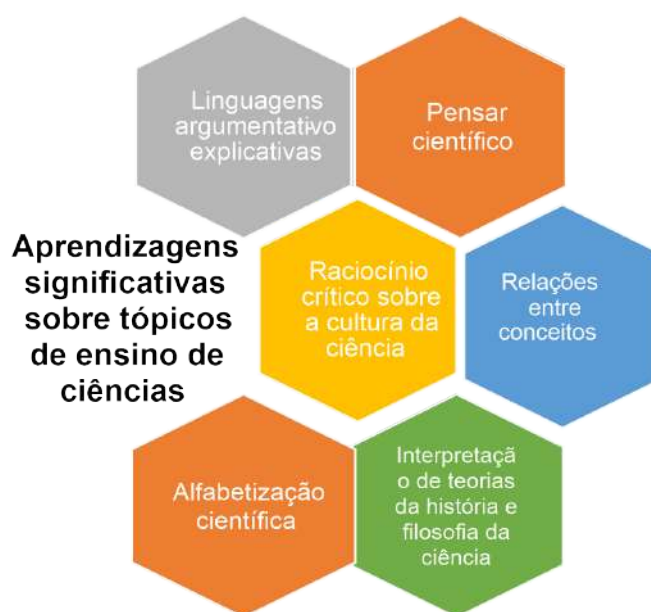 Linguagens
argumentativo
explicativas
Pensar
científico
Aprendizagens
significativas
sobre tópicos
de ensino de
ciências
Raciocínio
crítico sobre
a cultura da
ciência
Relações
entre
conceitos
Alfabetização
científica
Interpretaçã
o de teorias
da história e
filosofia da
ciência